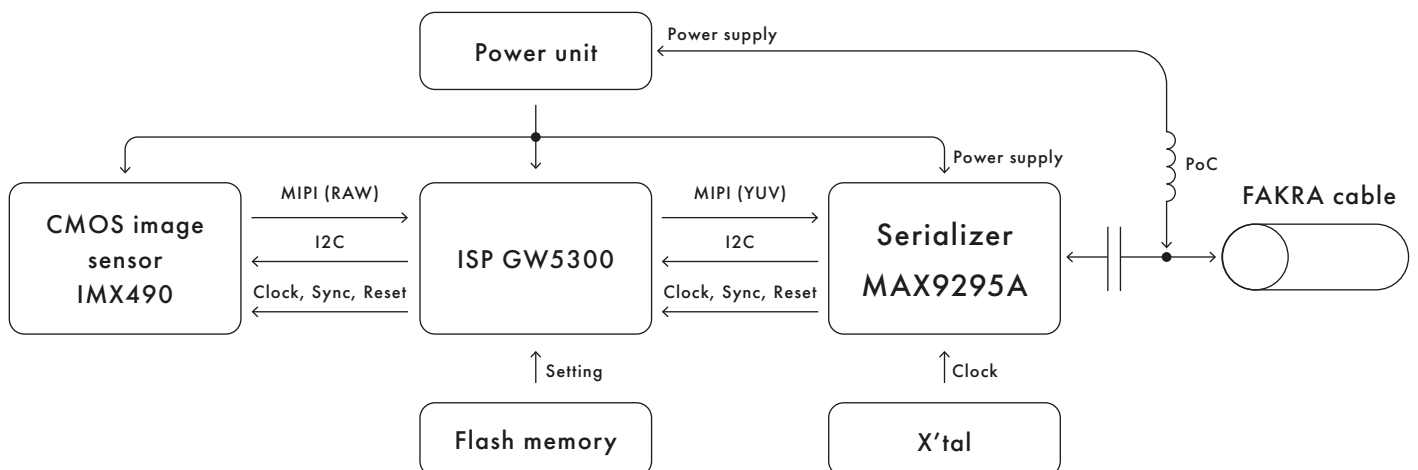 Power unit
Power supply
Power supply
PoC
FAKRA cable
CMOS image
sensor
IMX490
MIPI (RAW)
I2C
Clock, Sync, Reset
ISP GW5300
MIPI (YUV)
I2C
Clock, Sync, Reset
Serializer
MAX9295A
Setting
Clock
Flash memory
X'tal